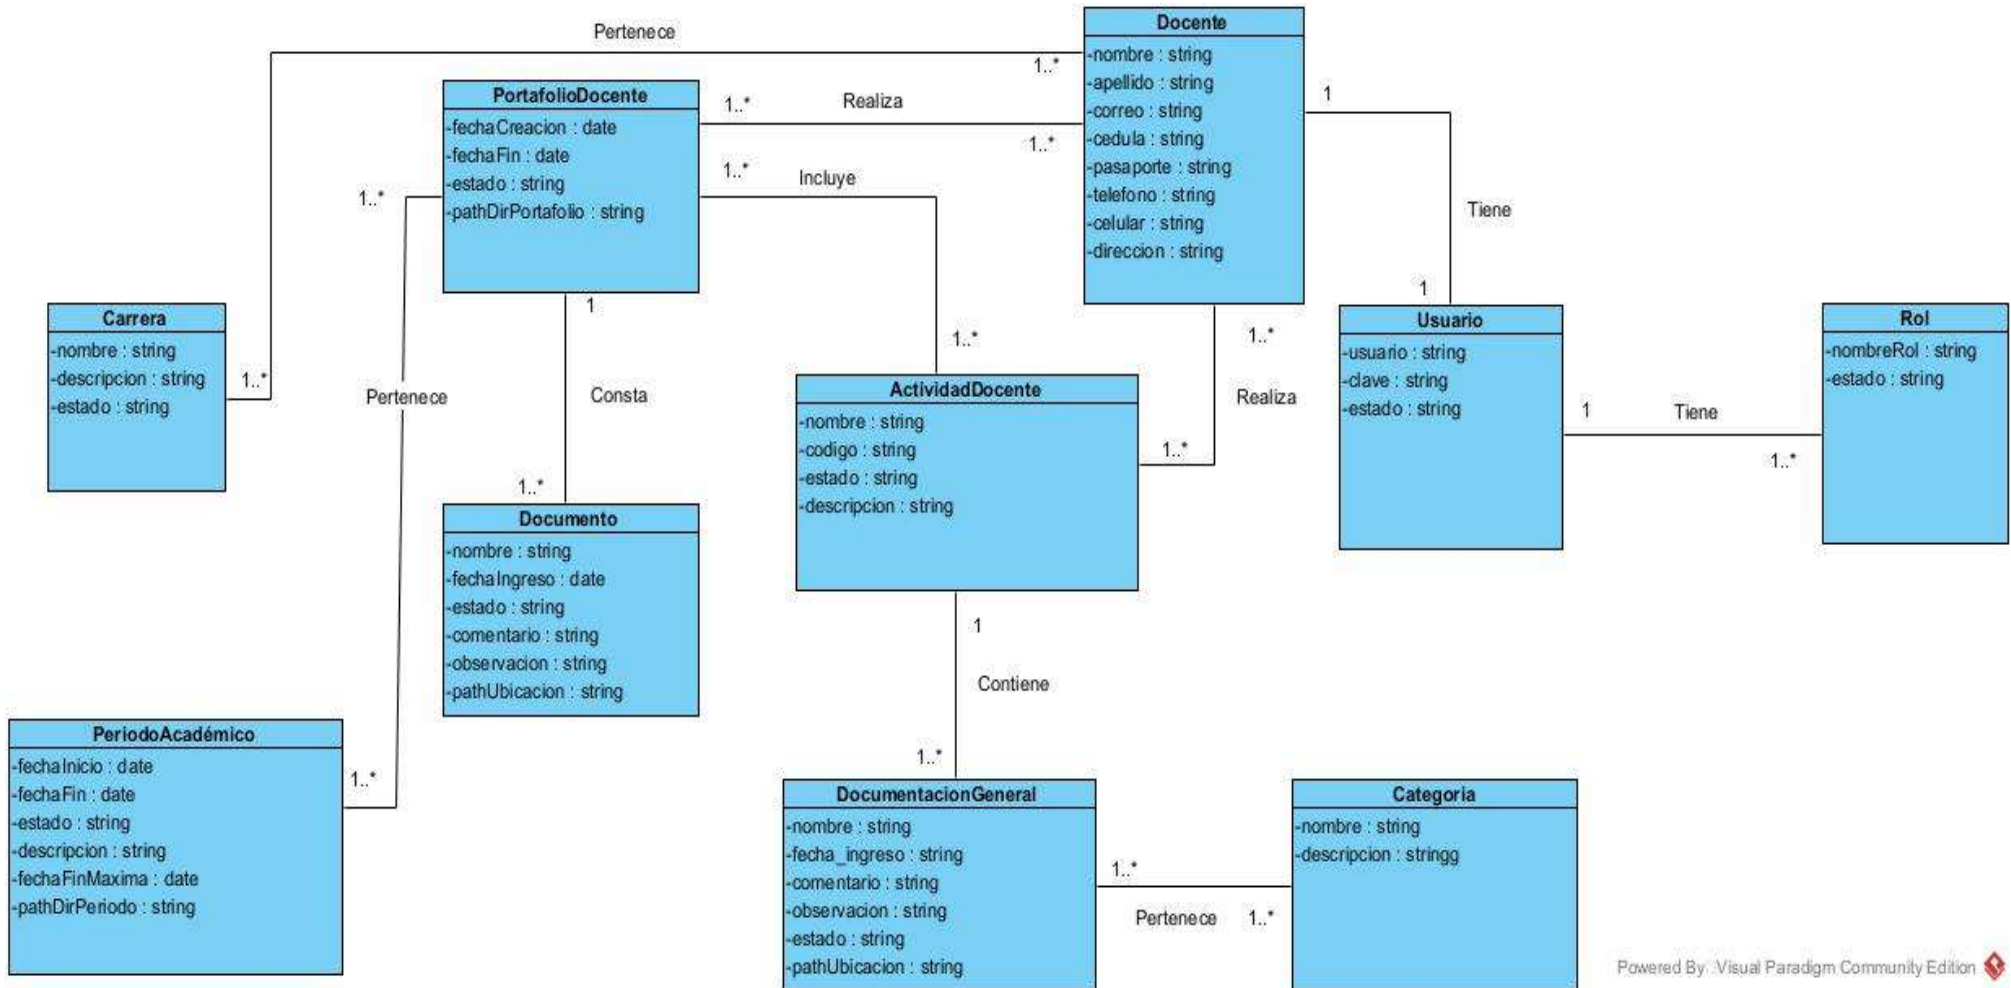 Pertenece
1..*
1..*
Docente
-nombre : string
-apellido : string
-correo : string
-cedula : string
-pasaporte : string
-telefono : string
-celular : string
-direccion : string
PortafolioDocente
-fechaCreacion : date
-fechaFin : date
-estado : string
-pathDirPortafolio : string
1..*
Realiza
1..*
1..*
Incluye
1..*
1
Tiene
1
1..*
Pertenece
1..*
1
Consta
1..*
Carrera
-nombre : string
-descripcion : string
-estado : string
ActividadDocente
-nombre : string
-codigo : string
-estado : string
-descripcion : string
1..*
Realiza
1..*
Usuario
-usuario : string
-clave : string
-estado : string
1
Tiene
1..*
Rol
-nombreRol : string
-estado : string
Documento
-nombre : string
-fechaIngreso : date
-estado : string
-comentario : string
-observacion : string
-pathUbicacion : string
1
Contiene
1..*
PeriodoAcadémico
-fechaInicio : date
-fechaFin : date
-estado : string
-descripcion : string
-fechaFinMaxima : date
-pathDirPeriodo : string
DocumentacionGeneral
-nombre : string
-fecha_ingreso : string
-comentario : string
-observacion : string
-estado : string
-pathUbicacion : string
1..*
Pertenece
1..*
Categoria
-nombre : string
-descripcion : stringg
Powered By Visual Paradigm Community Edition